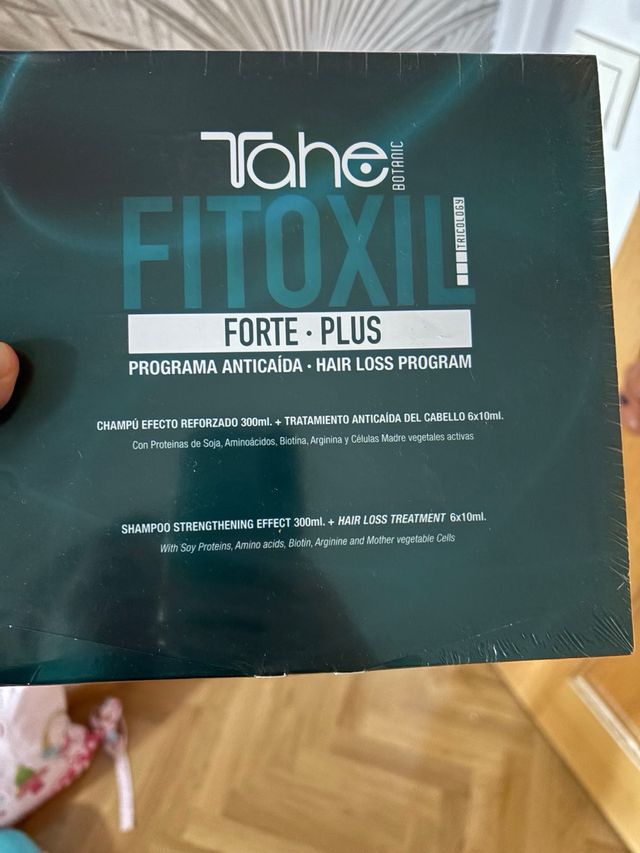 Tahe BOTANIC
FITOXIL TRICOLOGY
FORTE · PLUS
PROGRAMA ANTICAÍDA · HAIR LOSS PROGRAM
CHAMPÚ EFECTO REFORZADO 300ml. + TRATAMIENTO ANTICAÍDA DEL CABELLO 6x10ml.
Con Proteinas de Soja, Aminoácidos, Biotina, Arginina y Células Madre vegetales activas
SHAMPOO STRENGTHENING EFFECT 300ml. + HAIR LOSS TREATMENT 6x10ml.
With Soy Proteins, Amino acids, Biotin, Arginine and Mother vegetable Cells